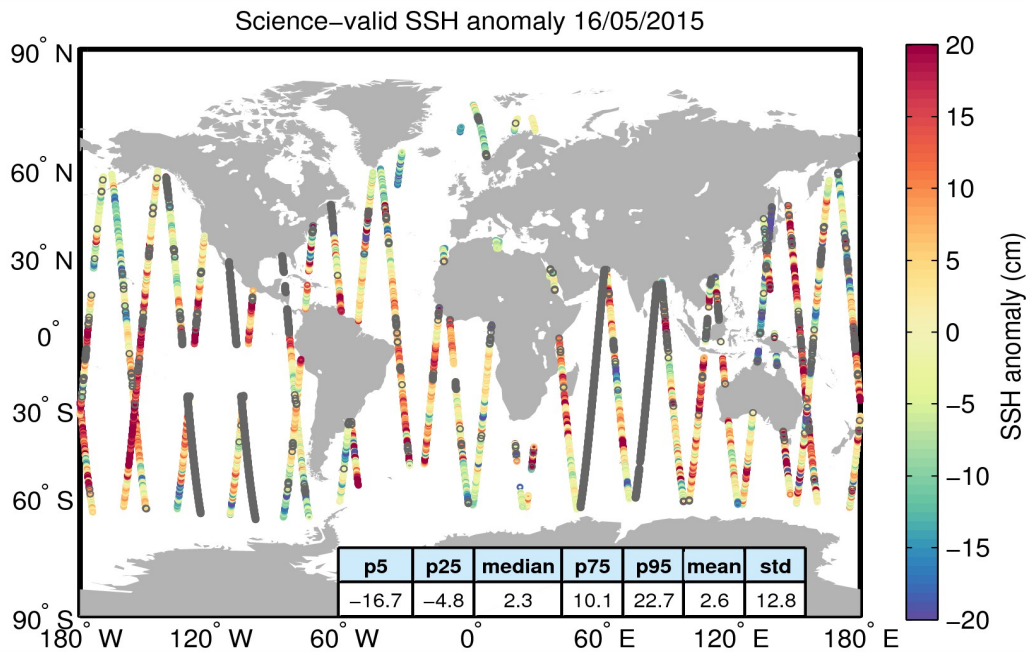 Science−valid SSH anomaly 16/05/2015
90° N
60° N
30° N
0°
30° S
60° S
90° S
180° W
120° W
60° W
0°
60° E
120° E
180° E
p5 p25 median p75 p95 mean std
−16.7 −4.8 2.3 10.1 22.7 2.6 12.8
20
15
10
5
0
−5
−10
−15
−20
SSH anomaly (cm)